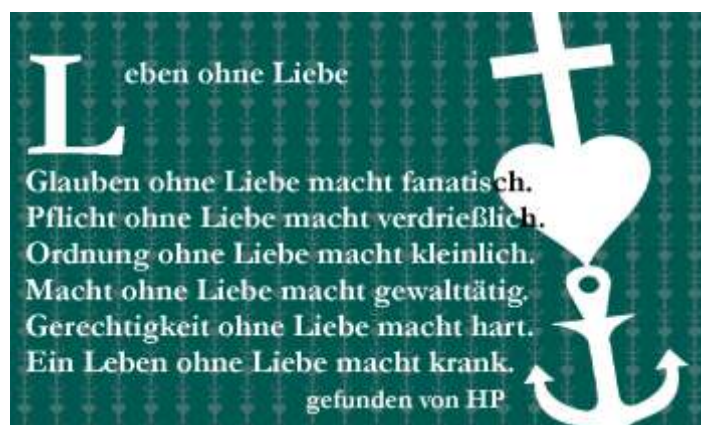 Leben ohne Liebe
Glauben ohne Liebe macht fanatisch.
Pflicht ohne Liebe macht verdrießlich.
Ordnung ohne Liebe macht kleinlich.
Macht ohne Liebe macht gewalttätig.
Gerechtigkeit ohne Liebe macht hart.
Ein Leben ohne Liebe macht krank.
gefunden von HP